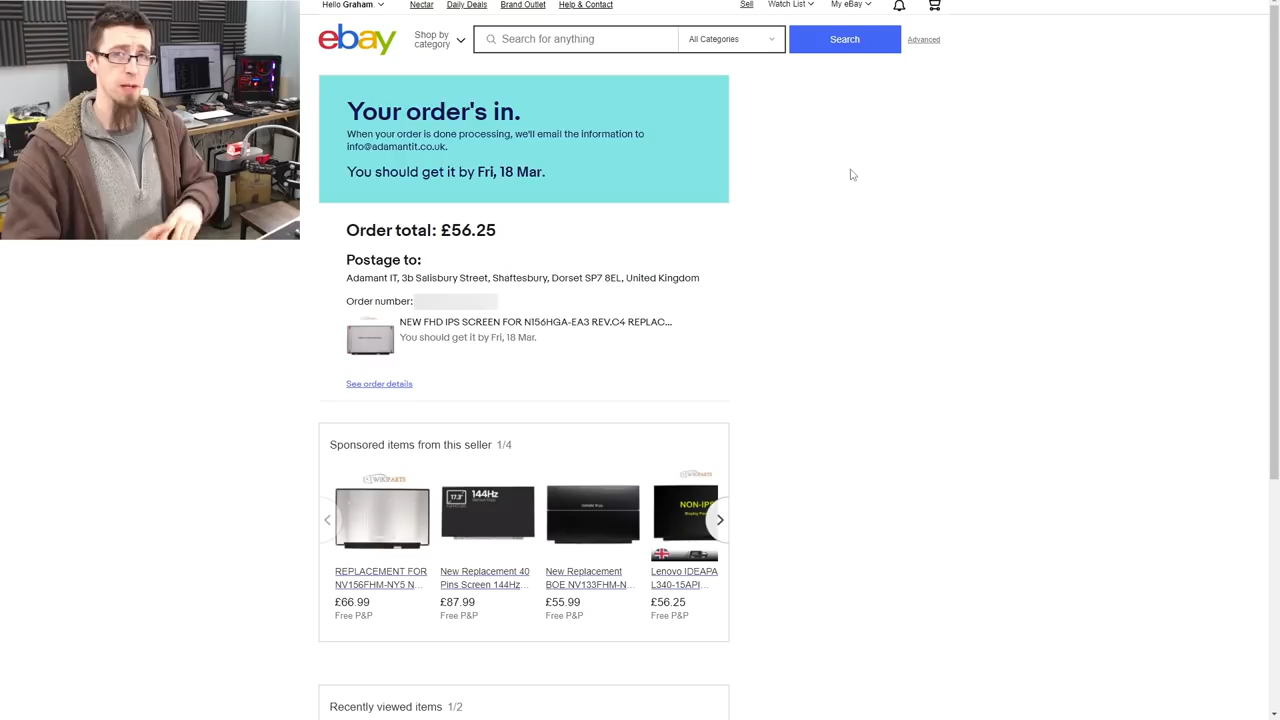 Hello Graham.
Nectar
Daily Deals
Brand Outlet
Help & Contact
Sell
Watch List
My eBay
ebay
Shop by
category
Search for anything
All Categories
Search
Advanced
Your order's in.
When your order is done processing, we'll email the information to
info@adamantit.co.uk.
You should get it by Fri, 18 Mar.
Order total: £56.25
Postage to:
Adamant IT, 3b Salisbury Street, Shaftesbury, Dorset SP7 8EL, United Kingdom
Order number:
NEW FHD IPS SCREEN FOR N156HGA-EA3 REV.C4 REPLAC...
You should get it by Fri, 18 Mar.
See order details
Sponsored items from this seller 1/4
17.3"
144Hz
NON-IPS
REPLACEMENT FOR
NV156FHM-NY5 N...
£66.99
Free P&P
New Replacement 40
Pins Screen 144Hz...
£87.99
Free P&P
New Replacement
BOE NV133FHM-N...
£55.99
Free P&P
Lenovo IDEAPA
L340-15API...
£56.25
Free P&P
Recently viewed items 1/2